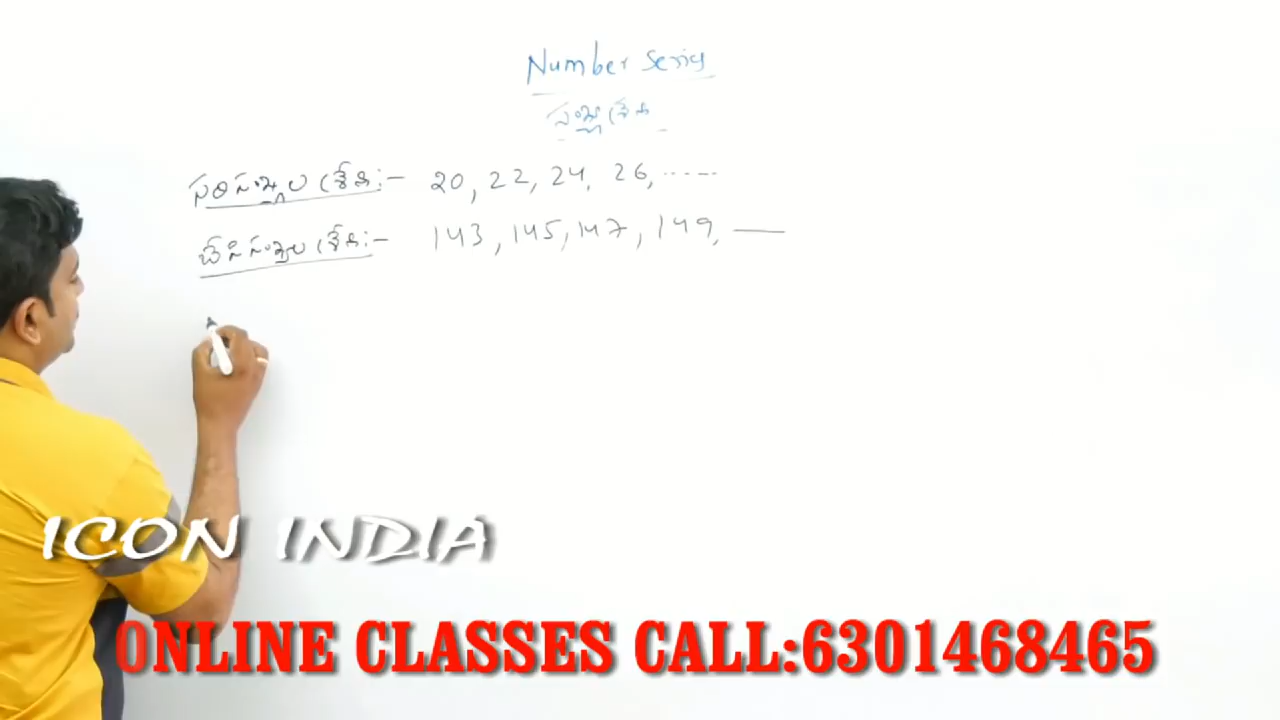 Number Series
సంఖ్యా శ్రేణి
సరిసంఖ్యల శ్రేణి:- 20, 22, 24, 26, ......
బేసి సంఖ్యల శ్రేణి:- 143, 145, 147, 149, ___
ICON INDIA
ONLINE CLASSES CALL:6301468465